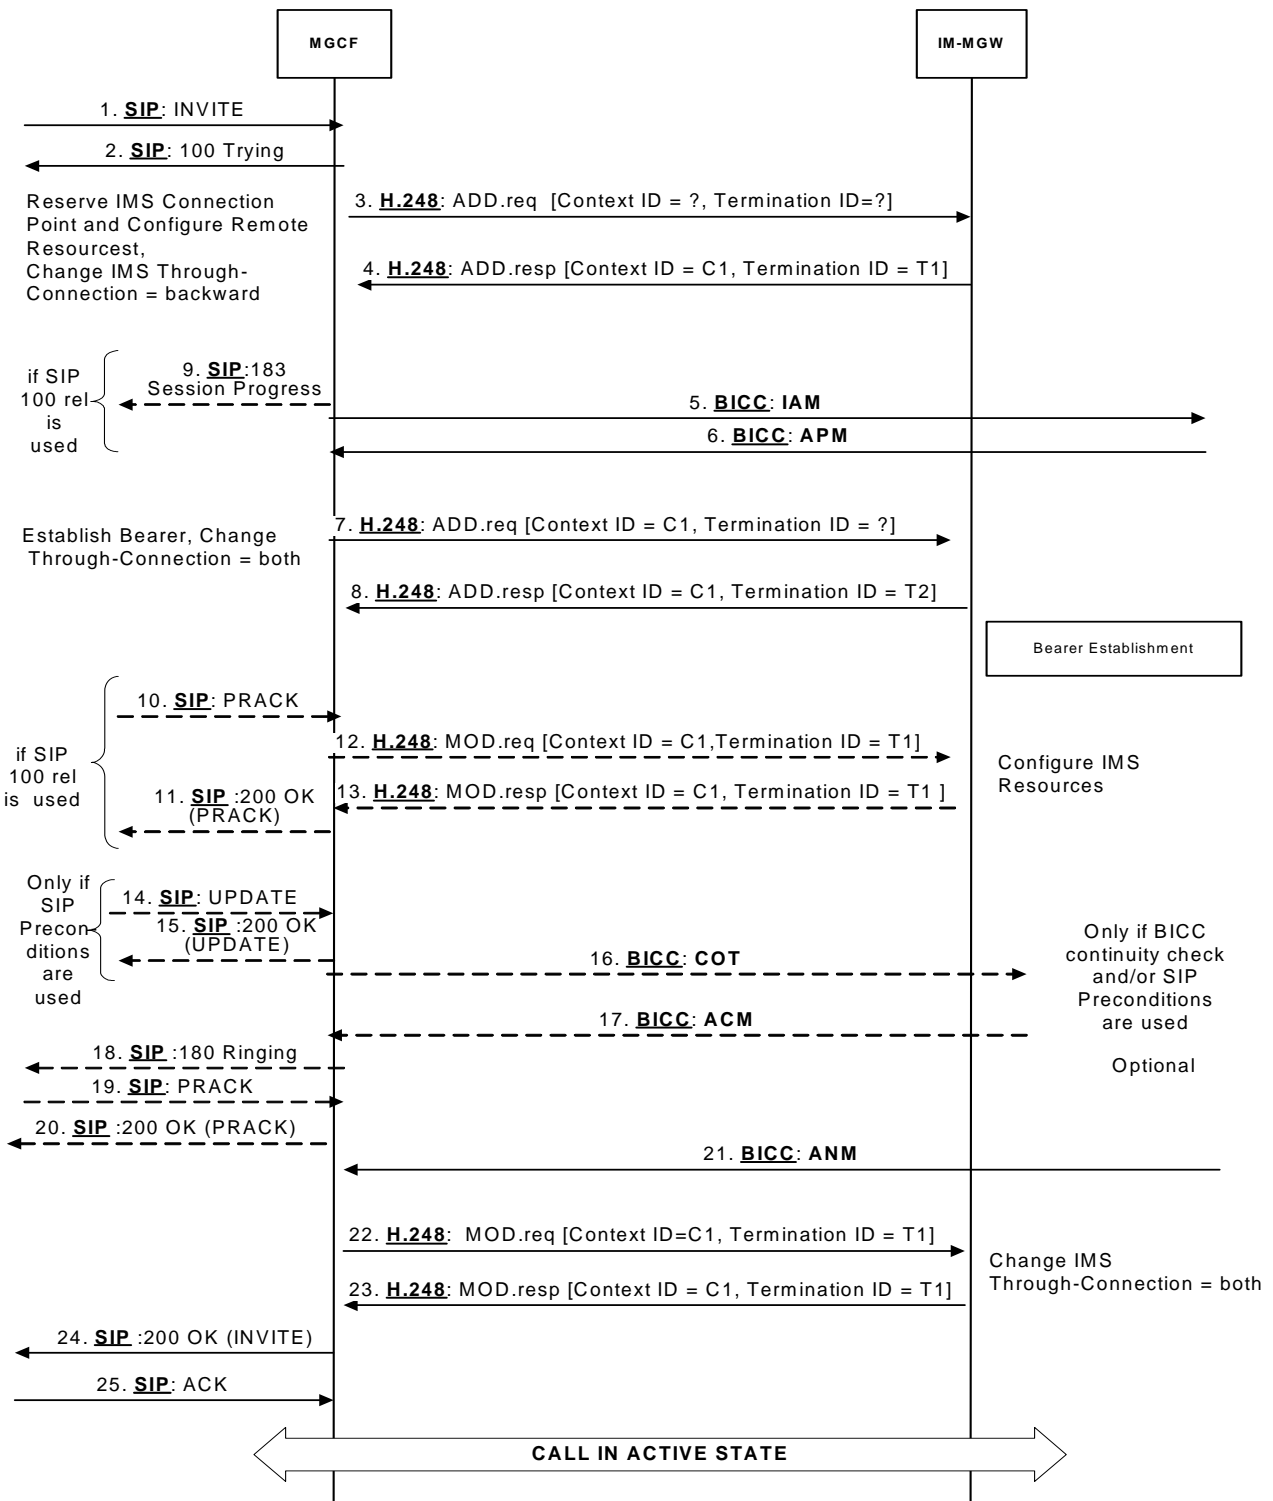 MGCF
IM-MGW
1. SIP: INVITE
2. SIP: 100 Trying
Reserve IMS Connection
Point and Configure Remote
Resourcest,
Change IMS Through-
Connection = backward
3. H.248: ADD.req [Context ID = ?, Termination ID=?]
4. H.248: ADD.resp [Context ID = C1, Termination ID = T1]
if SIP
100 rel
is
used
9. SIP:183
Session Progress
5. BICC: IAM
6. BICC: APM
Establish Bearer, Change
Through-Connection = both
7. H.248: ADD.req [Context ID = C1, Termination ID = ?]
8. H.248: ADD.resp [Context ID = C1, Termination ID = T2]
Bearer Establishment
if SIP
100 rel
is used
10. SIP: PRACK
12. H.248: MOD.req [Context ID = C1,Termination ID = T1]
11. SIP :200 OK
(PRACK)
13. H.248: MOD.resp [Context ID = C1, Termination ID = T1 ]
Configure IMS
Resources
Only if
SIP
Precon
ditions
are
used
14. SIP: UPDATE
15. SIP :200 OK
(UPDATE)
16. BICC: COT
Only if BICC
continuity check
and/or SIP
Preconditions
are used
17. BICC: ACM
Optional
18. SIP :180 Ringing
19. SIP: PRACK
20. SIP :200 OK (PRACK)
21. BICC: ANM
22. H.248: MOD.req [Context ID=C1, Termination ID = T1]
23. H.248: MOD.resp [Context ID = C1, Termination ID = T1]
Change IMS
Through-Connection = both
24. SIP :200 OK (INVITE)
25. SIP: ACK
CALL IN ACTIVE STATE